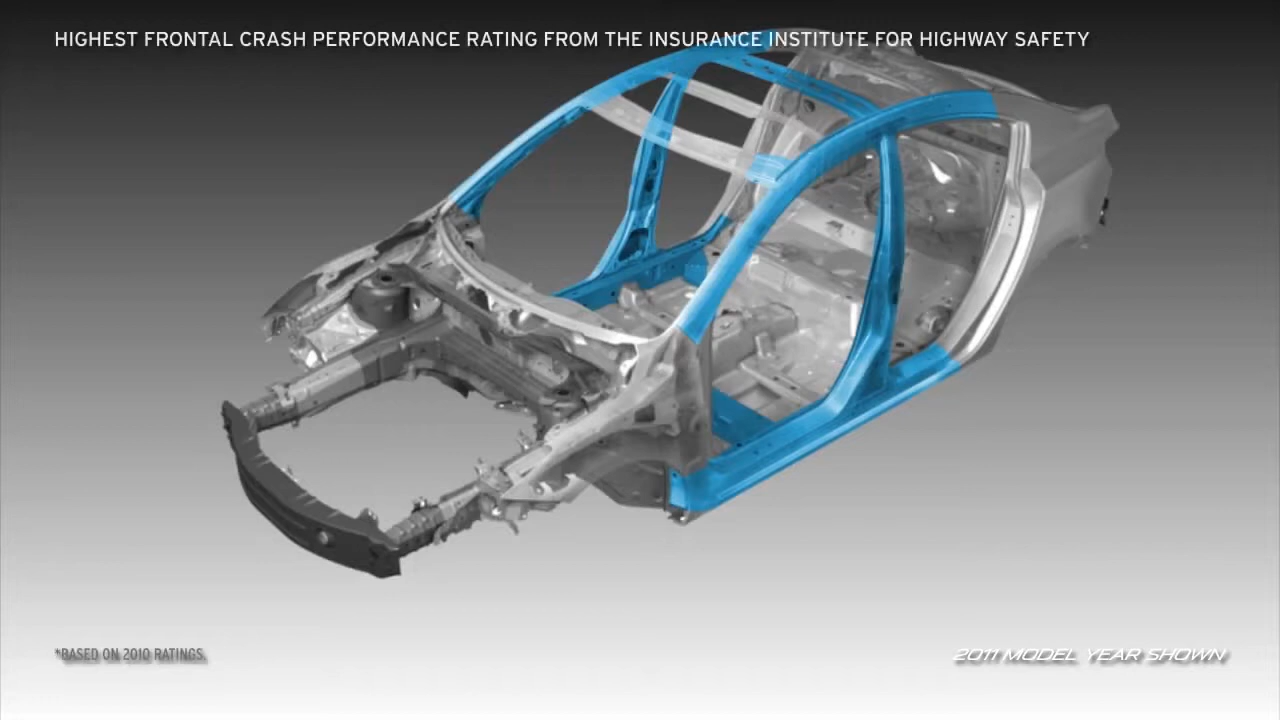 HIGHEST FRONTAL CRASH PERFORMANCE RATING FROM THE INSURANCE INSTITUTE FOR HIGHWAY SAFETY
*BASED ON 2010 RATINGS.
2011 MODEL YEAR SHOWN